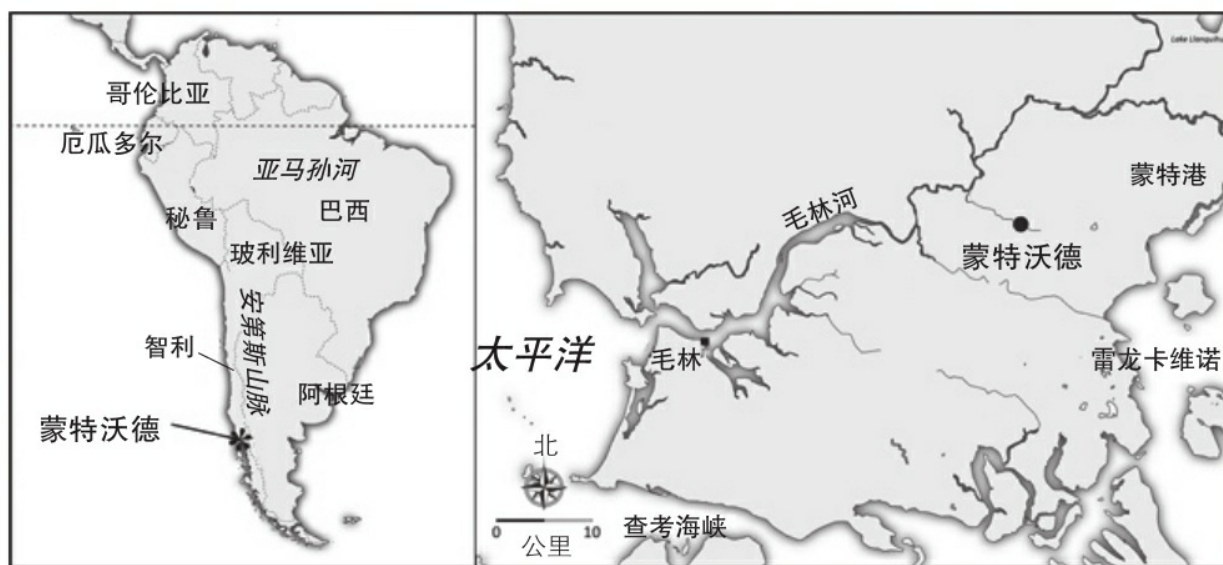 哥伦比亚
厄瓜多尔
亚马孙河
秘鲁
巴西
玻利维亚
安第斯山脉
智利
阿根廷
蒙特沃德
Lake Llanquihue
蒙特港
毛林河
蒙特沃德
太平洋
毛林
雷龙卡维诺
北
0 10
公里
查考海峡